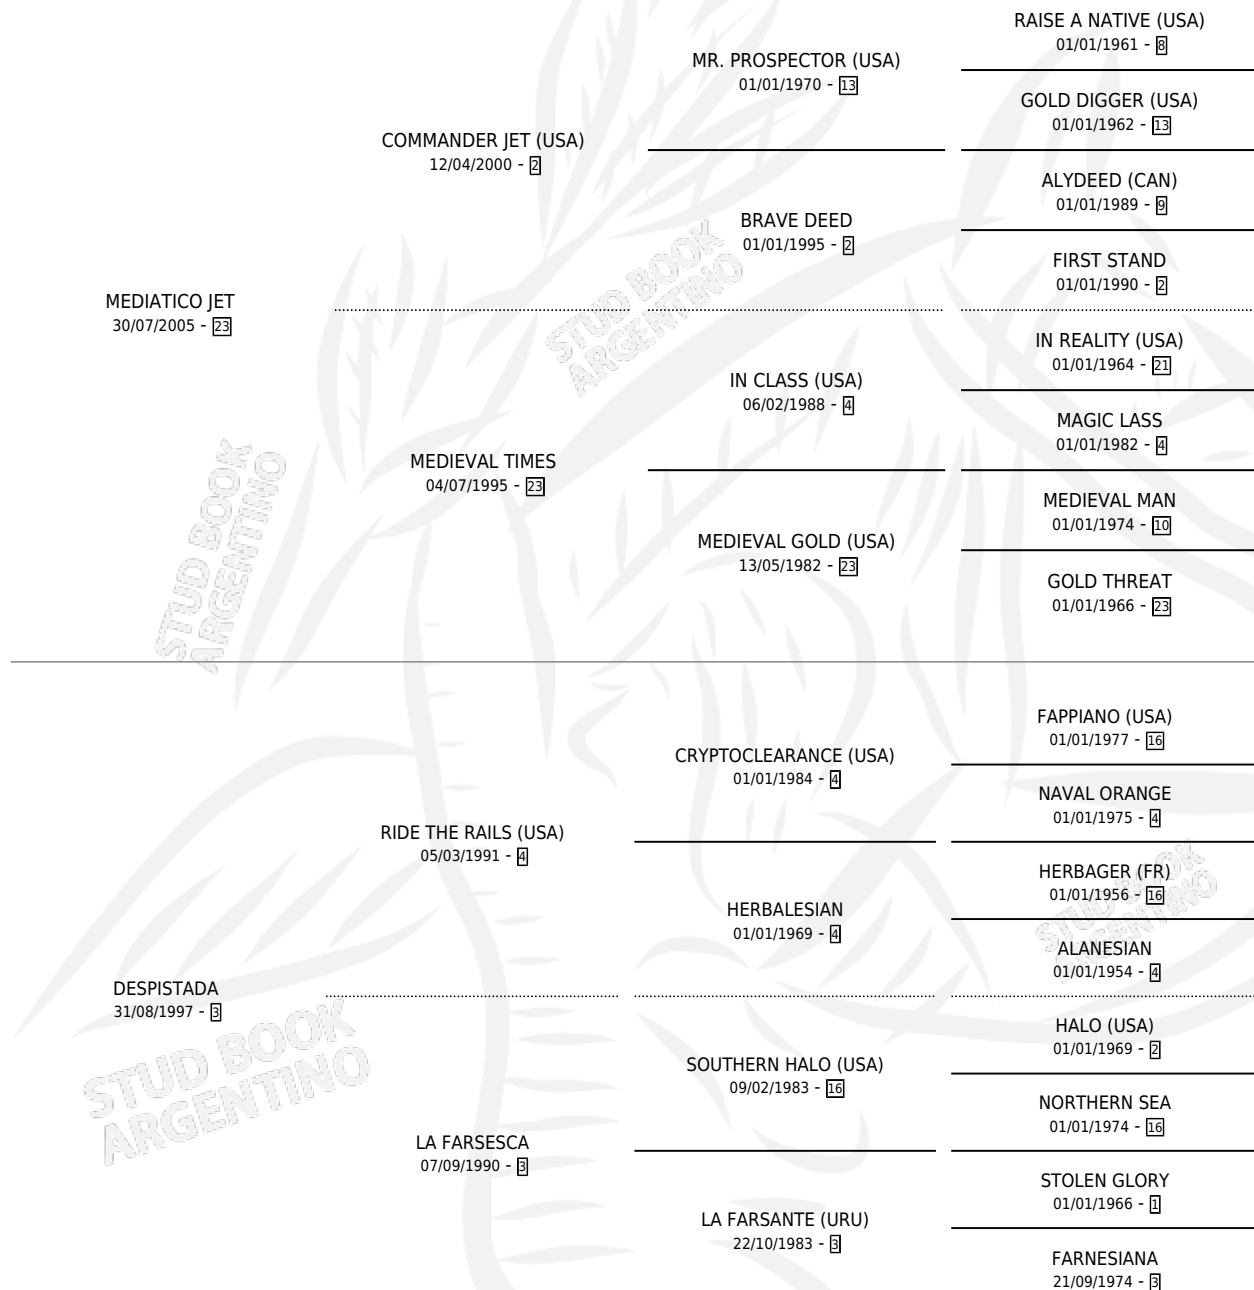 RAISE A NATIVE (USA)
01/01/1961 - 8
MR. PROSPECTOR (USA)
01/01/1970 - 13
GOLD DIGGER (USA)
01/01/1962 - 13
COMMANDER JET (USA)
12/04/2000 - 2
ALYDEED (CAN)
01/01/1989 - 9
BRAVE DEED
01/01/1995 - 2
FIRST STAND
01/01/1990 - 2
MEDIATICO JET
30/07/2005 - 23
IN REALITY (USA)
01/01/1964 - 21
IN CLASS (USA)
06/02/1988 - 4
MAGIC LASS
01/01/1982 - 4
MEDIEVAL TIMES
04/07/1995 - 23
MEDIEVAL MAN
01/01/1974 - 10
MEDIEVAL GOLD (USA)
13/05/1982 - 23
GOLD THREAT
01/01/1966 - 23
FAPPIANO (USA)
01/01/1977 - 16
CRYPTOCLEARANCE (USA)
01/01/1984 - 4
NAVAL ORANGE
01/01/1975 - 4
RIDE THE RAILS (USA)
05/03/1991 - 4
HERBAGER (FR)
01/01/1956 - 16
HERBALESIAN
01/01/1969 - 4
ALANESIAN
01/01/1954 - 4
DESPISTADA
31/08/1997 - 3
HALO (USA)
01/01/1969 - 2
SOUTHERN HALO (USA)
09/02/1983 - 16
NORTHERN SEA
01/01/1974 - 16
LA FARSESCA
07/09/1990 - 3
STOLEN GLORY
01/01/1966 - 1
LA FARSANTE (URU)
22/10/1983 - 3
FARNESIANA
21/09/1974 - 3
STUD BOOK
ARGENTINO
STUD BOOK
ARGENTINO
STUD BOOK
ARGENTINO
STUD BOOK
ARGENTINO